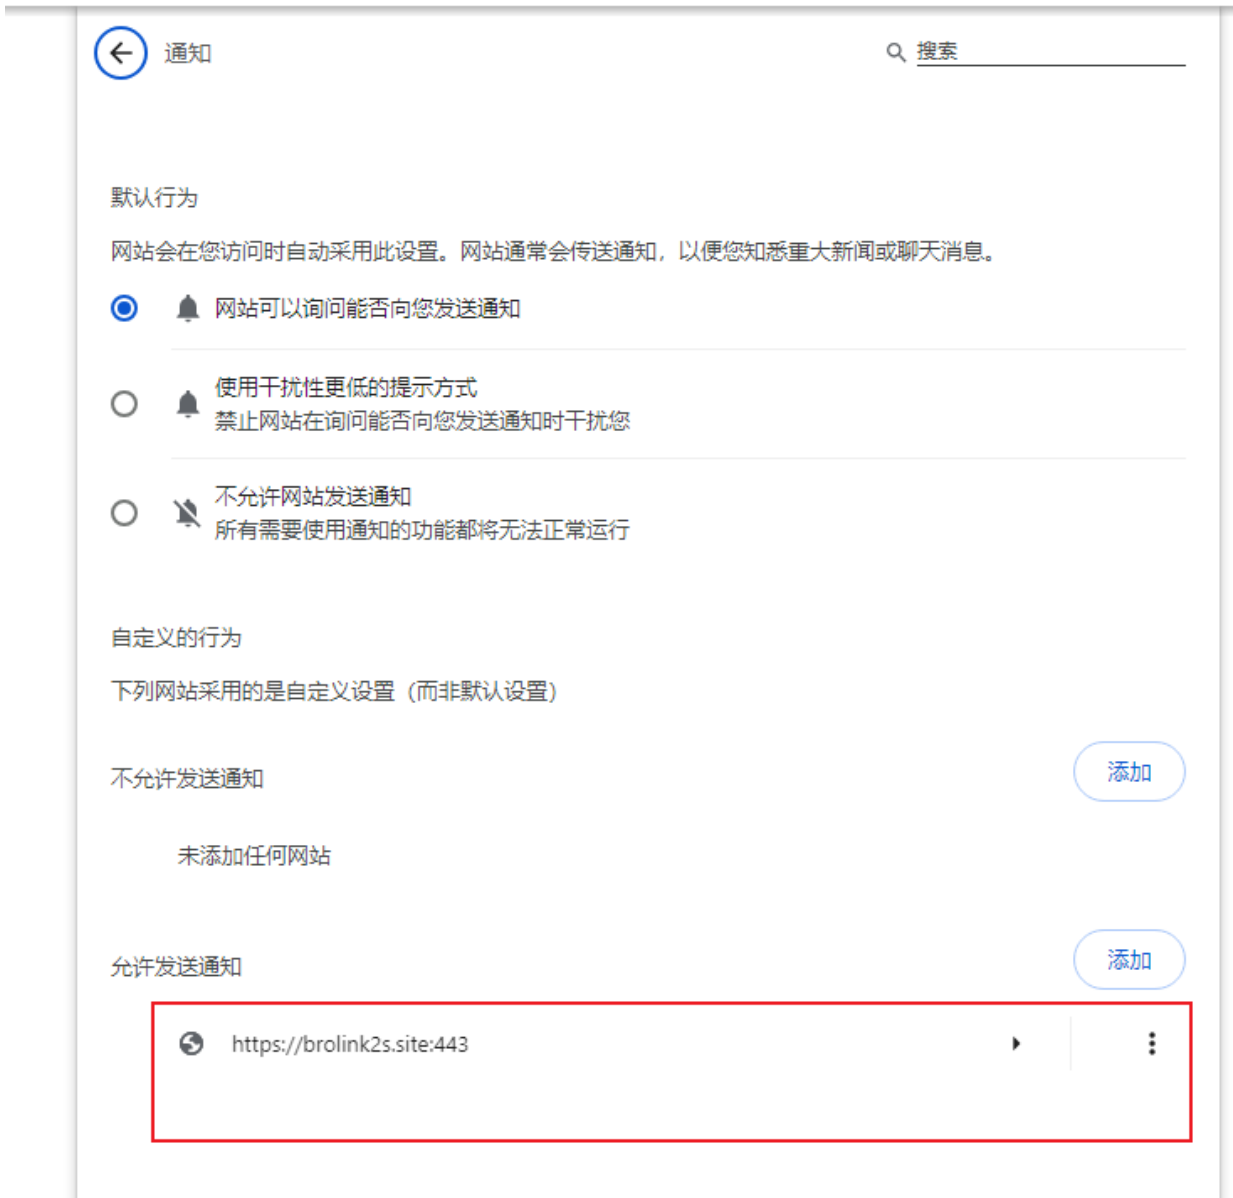 通知
搜索
默认行为
网站会在您访问时自动采用此设置。网站通常会传送通知，以便您知悉重大新闻或聊天消息。
网站可以询问能否向您发送通知
使用干扰性更低的提示方式
禁止网站在询问能否向您发送通知时干扰您
不允许网站发送通知
所有需要使用通知的功能都将无法正常运行
自定义的行为
下列网站采用的是自定义设置（而非默认设置）
不允许发送通知
添加
未添加任何网站
允许发送通知
添加
https://brolink2s.site:443